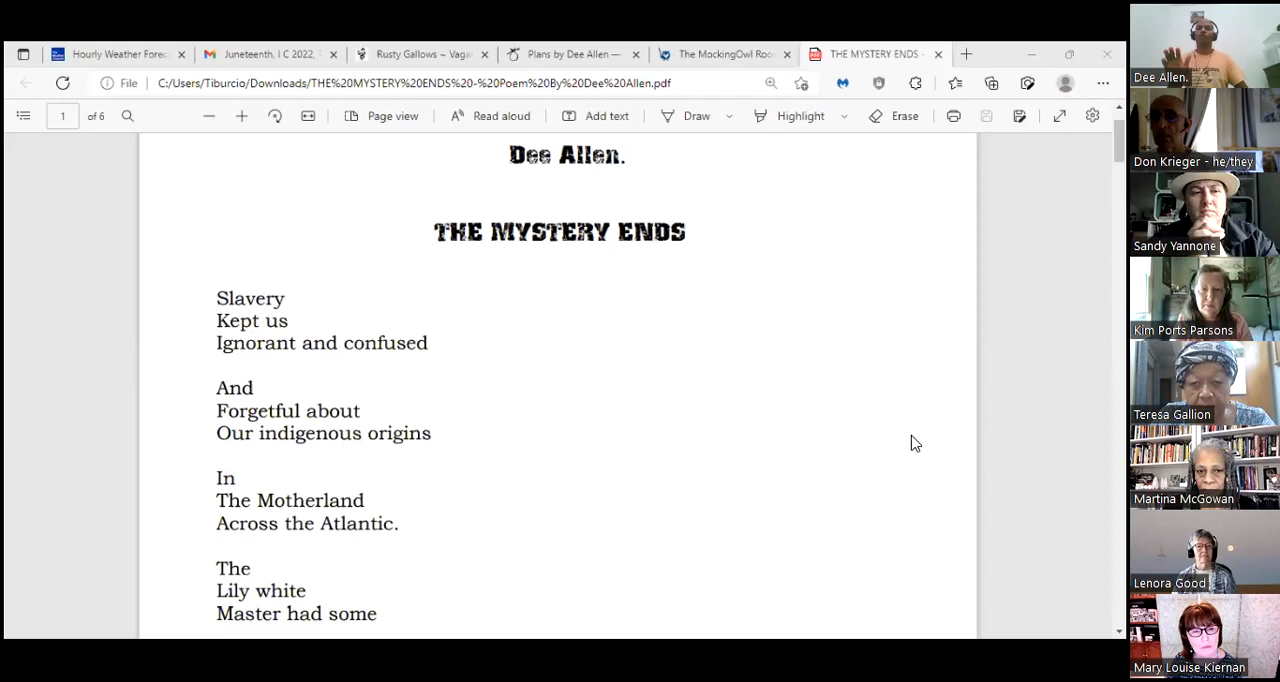 Hourly Weather Forec
Juneteenth, I C 2022,
Rusty Gallows ~ Vaga
Plans by Dee Allen —
The MockingOwl Roo
THE MYSTERY ENDS -
File
C:/Users/Tiburcio/Downloads/THE%20MYSTERY%20ENDS%20-%20Poem%20By%20Dee%20Allen.pdf
1 of 6
Page view
Read aloud
Add text
Draw
Highlight
Erase
Dee Allen.
THE MYSTERY ENDS
Slavery
Kept us
Ignorant and confused
And
Forgetful about
Our indigenous origins
In
The Motherland
Across the Atlantic.
The
Lily white
Master had some
Dee Allen.
Don Krieger - he/they
Sandy Yannone
Kim Ports Parsons
Teresa Gallion
Martina McGowan
Lenora Good
Mary Louise Kiernan